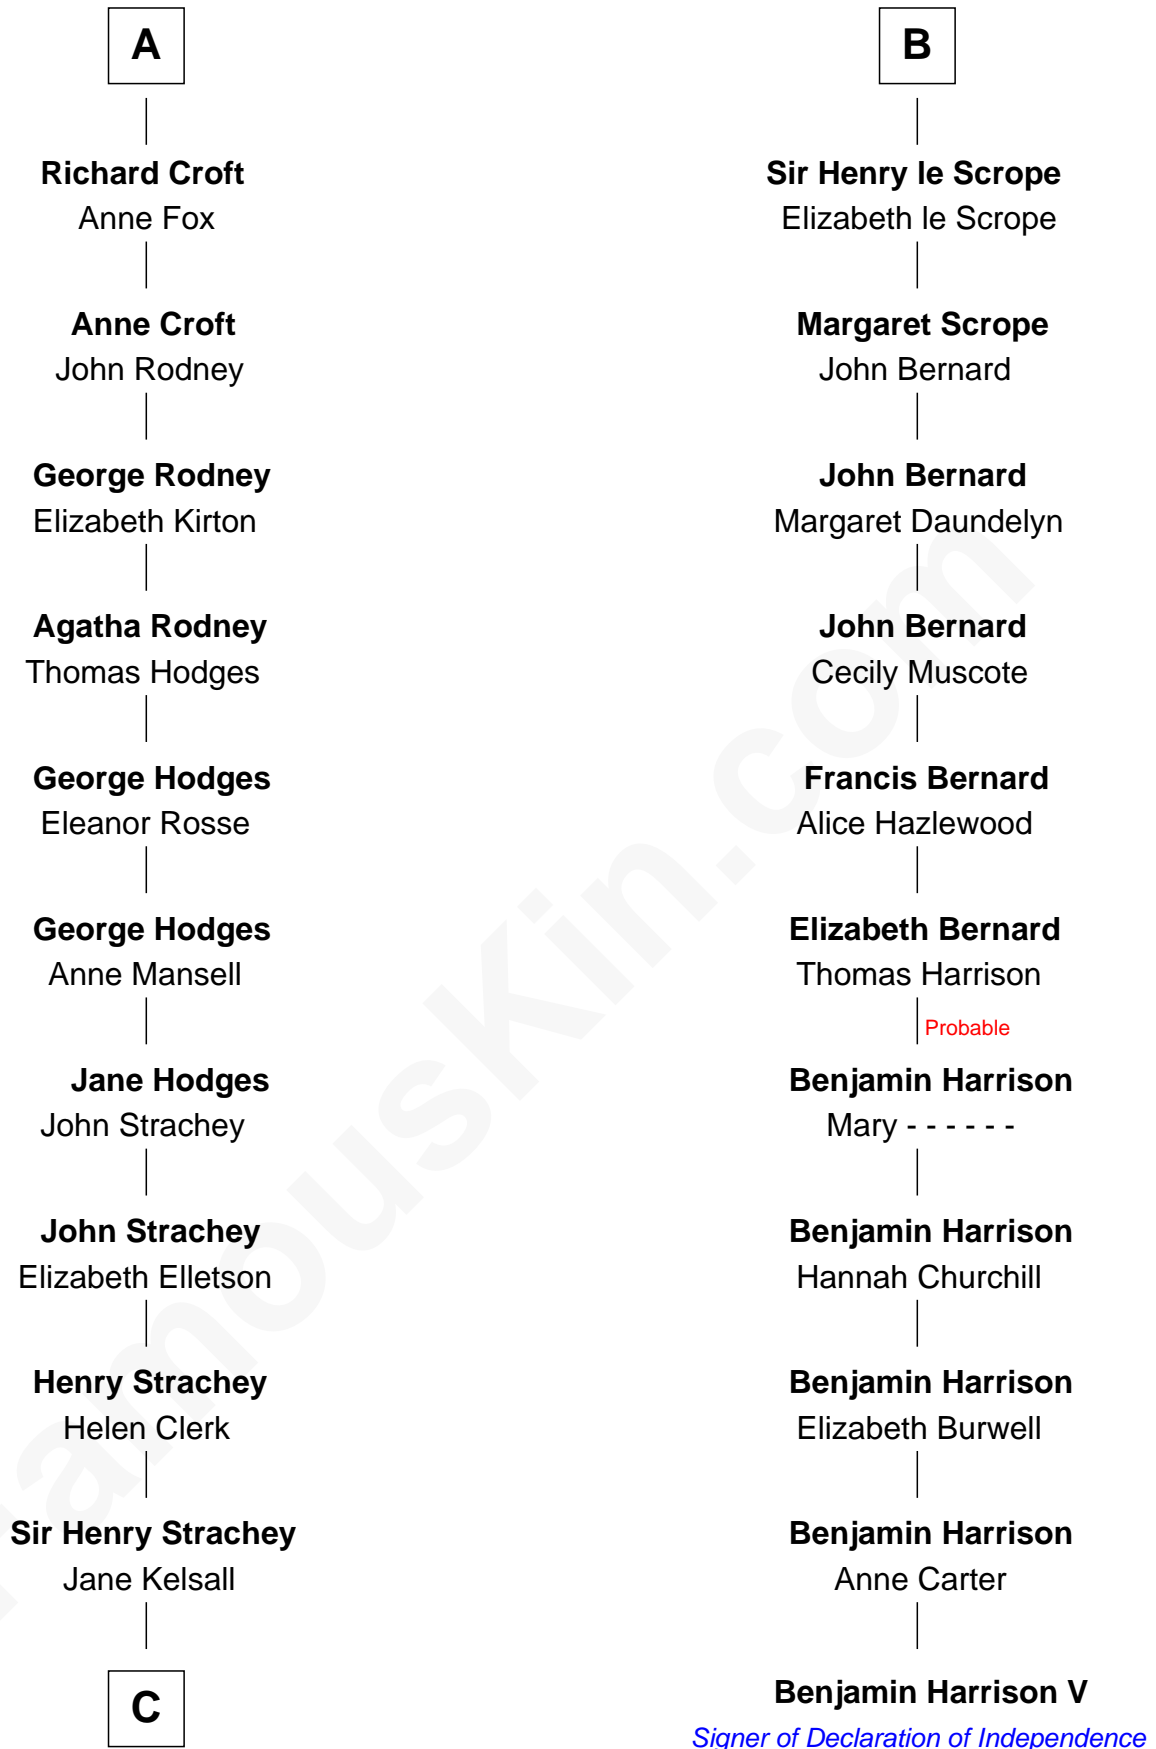 A
Richard Croft
Anne Fox
Anne Croft
John Rodney
George Rodney
Elizabeth Kirton
Agatha Rodney
Thomas Hodges
George Hodges
Eleanor Rosse
George Hodges
Anne Mansell
Jane Hodges
John Strachey
John Strachey
Elizabeth Elletson
Henry Strachey
Helen Clerk
Sir Henry Strachey
Jane Kelsall
C
B
Sir Henry le Scrope
Elizabeth le Scrope
Margaret Scrope
John Bernard
John Bernard
Margaret Daundelyn
John Bernard
Cecily Muscote
Francis Bernard
Alice Hazlewood
Elizabeth Bernard
Thomas Harrison
Probable
Benjamin Harrison
Mary - - - - - -
Benjamin Harrison
Hannah Churchill
Benjamin Harrison
Elizabeth Burwell
Benjamin Harrison
Anne Carter
Benjamin Harrison V
Signer of Declaration of Independence
FamousKin.com